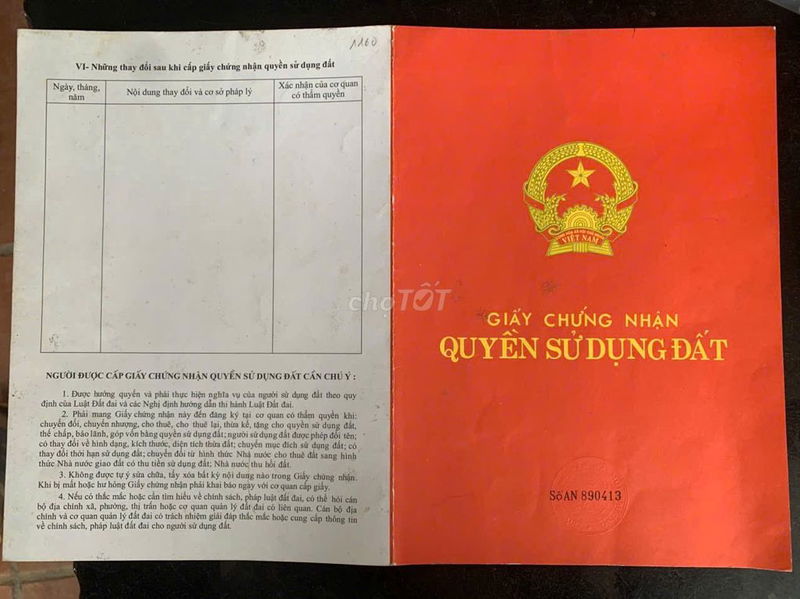 1160
VI- Những thay đổi sau khi cấp giấy chứng nhận quyền sử dụng đất
Ngày, tháng, năm
Nội dung thay đổi và cơ sở pháp lý
Xác nhận của cơ quan có thẩm quyền
NGƯỜI ĐƯỢC CẤP GIẤY CHỨNG NHẬN QUYỀN SỬ DỤNG ĐẤT CẦN CHÚ Ý :
1. Được hưởng quyền và phải thực hiện nghĩa vụ của người sử dụng đất theo quy
định của Luật Đất đai và các Nghị định hướng dẫn thi hành Luật Đất đai.
2. Phải mang Giấy chứng nhận này đến đăng ký tại cơ quan có thẩm quyền khi:
chuyển đổi, chuyển nhượng, cho thuê, cho thuê lại, thừa kế, tặng cho quyền sử dụng đất,
thế chấp, bảo lãnh, góp vốn bằng quyền sử dụng đất; người sử dụng đất được phép đổi tên;
có thay đổi về hình dạng, kích thước, diện tích thửa đất; chuyển mục đích sử dụng đất; có
thay đổi thời hạn sử dụng đất; chuyển đổi từ hình thức Nhà nước cho thuê đất sang hình
thức Nhà nước giao đất có thu tiền sử dụng đất; Nhà nước thu hồi đất.
3. Không được tự ý sửa chữa, tẩy xóa bất kỳ nội dung nào trong Giấy chứng nhận.
Khi bị mất hoặc hư hỏng Giấy chứng nhận phải khai báo ngay với cơ quan cấp giấy.
4. Nếu có thắc mắc hoặc cần tìm hiểu về chính sách, pháp luật đất đai, có thể hỏi cán
bộ địa chính xã, phường, thị trấn hoặc cơ quan quản lý đất đai có liên quan. Cán bộ địa
chính và cơ quan quản lý đất đai có trách nhiệm giải đáp thắc mắc hoặc cung cấp thông tin
về chính sách, pháp luật đất đai cho người sử dụng đất.
chợTỐT
VIỆT NAM
GIẤY CHỨNG NHẬN
QUYỀN SỬ DỤNG ĐẤT
Số AN 890413